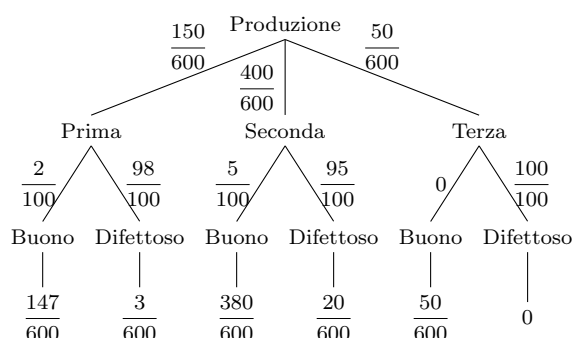 Produzione
150/600 400/600 50/600
Prima Seconda Terza
2/100 98/100 5/100 95/100 0 100/100
Buono Difettoso Buono Difettoso Buono Difettoso
147/600 3/600 380/600 20/600 50/600 0